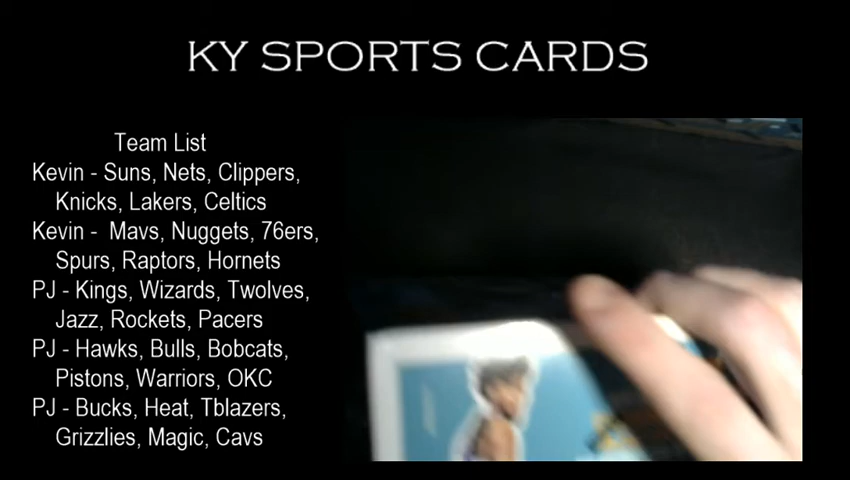 KY SPORTS CARDS
Team List
Kevin - Suns, Nets, Clippers,
Knicks, Lakers, Celtics
Kevin - Mavs, Nuggets, 76ers,
Spurs, Raptors, Hornets
PJ - Kings, Wizards, Twolves,
Jazz, Rockets, Pacers
PJ - Hawks, Bulls, Bobcats,
Pistons, Warriors, OKC
PJ - Bucks, Heat, Tblazers,
Grizzlies, Magic, Cavs